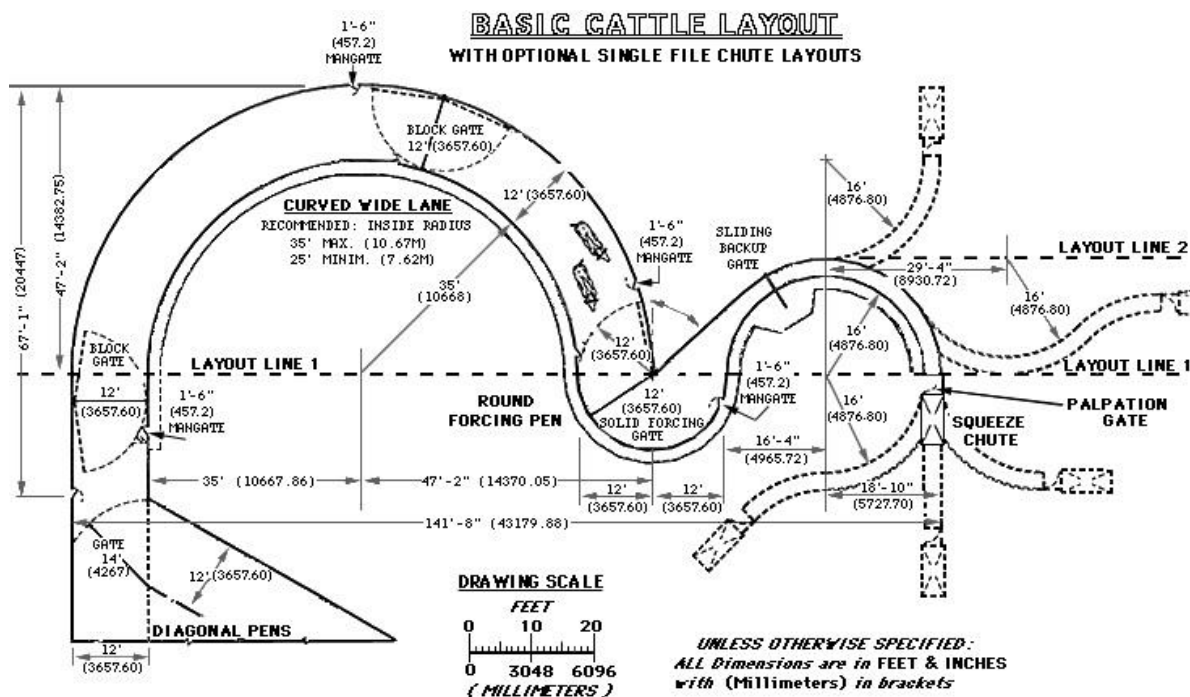 BASIC CATTLE LAYOUT
WITH OPTIONAL SINGLE FILE CHUTE LAYOUTS
1'-6"
(457.2)
MANGATE
BLOCK GATE
12'
(3657.60)
12' (3657.60)
CURVED WIDE LANE
RECOMMENDED: INSIDE RADIUS
35' MAX. (10.67M)
25' MINIM. (7.62M)
35'
(10668)
67'-1" (20447)
47'-2" (14382.75)
1'-6"
(457.2)
MANGATE
SLIDING
BACKUP
GATE
16'
(4876.80)
LAYOUT LINE 2
29'-4"
(8930.72)
16'
(4876.80)
16'
(4876.80)
BLOCK
GATE
LAYOUT LINE 1
12'
(3657.60)
LAYOUT LINE 1
12'
(3657.60)
1'-6"
(457.2)
MANGATE
ROUND
FORCING PEN
12'
(3657.60)
SOLID FORCING
GATE
1'-6"
(457.2)
MANGATE
16'
(4876.80)
PALPATION
GATE
SQUEEZE
CHUTE
16'-4"
(4965.72)
35' (10667.86)
47'-2" (14370.05)
12'
(3657.60)
12'
(3657.60)
18'-10"
(5727.70)
141'-8" (43179.88)
GATE
14'
(4267)
12' (3657.60)
DIAGONAL PENS
12'
(3657.60)
DRAWING SCALE
FEET
0 10 20
0 3048 6096
(MILLIMETERS)
UNLESS OTHERWISE SPECIFIED:
ALL Dimensions are in FEET & INCHES
with (Millimeters) in brackets